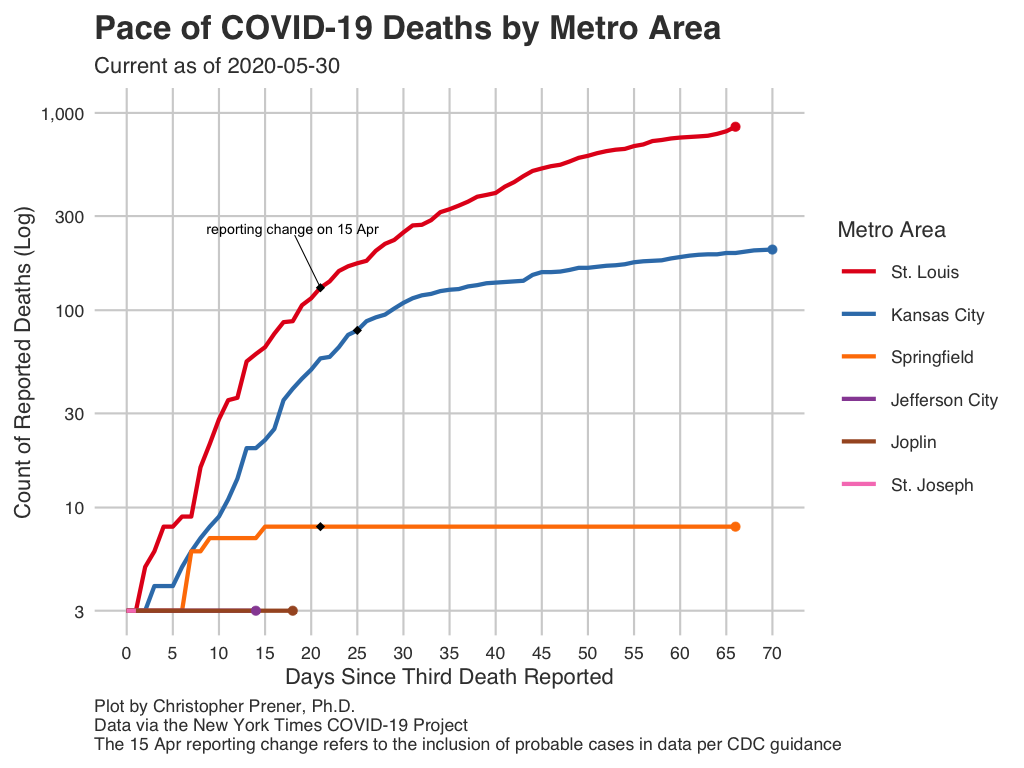 Pace of COVID-19 Deaths by Metro Area
Current as of 2020-05-30
Count of Reported Deaths (Log)
1,000
300
100
30
10
3
reporting change on 15 Apr
0 5 10 15 20 25 30 35 40 45 50 55 60 65 70
Days Since Third Death Reported
Metro Area
St. Louis
Kansas City
Springfield
Jefferson City
Joplin
St. Joseph
Plot by Christopher Prener, Ph.D.
Data via the New York Times COVID-19 Project
The 15 Apr reporting change refers to the inclusion of probable cases in data per CDC guidance